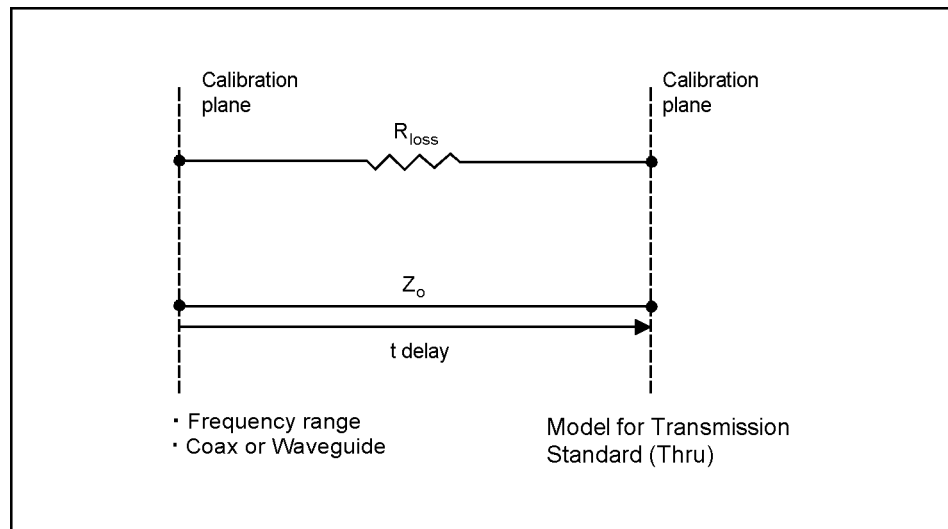 Calibration
plane
Calibration
plane
R_loss
Z_o
t delay
· Frequency range
· Coax or Waveguide
Model for Transmission
Standard (Thru)